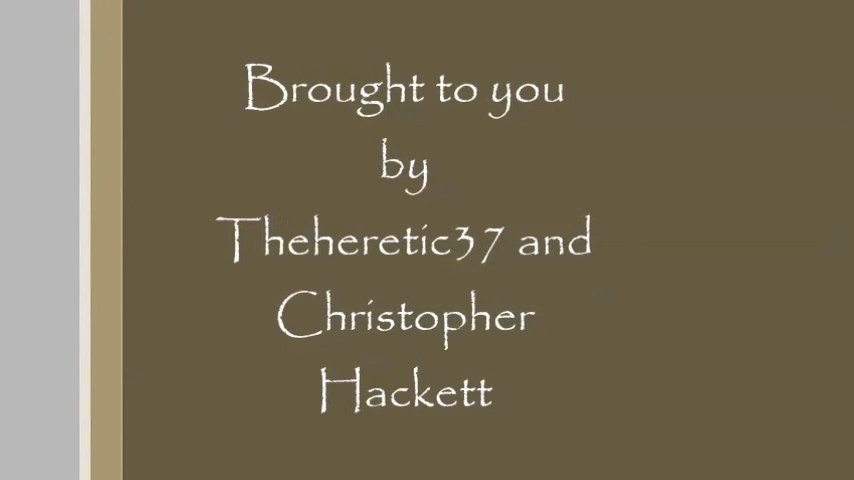 Brought to you
by
Theheretic37 and
Christopher
Hackett